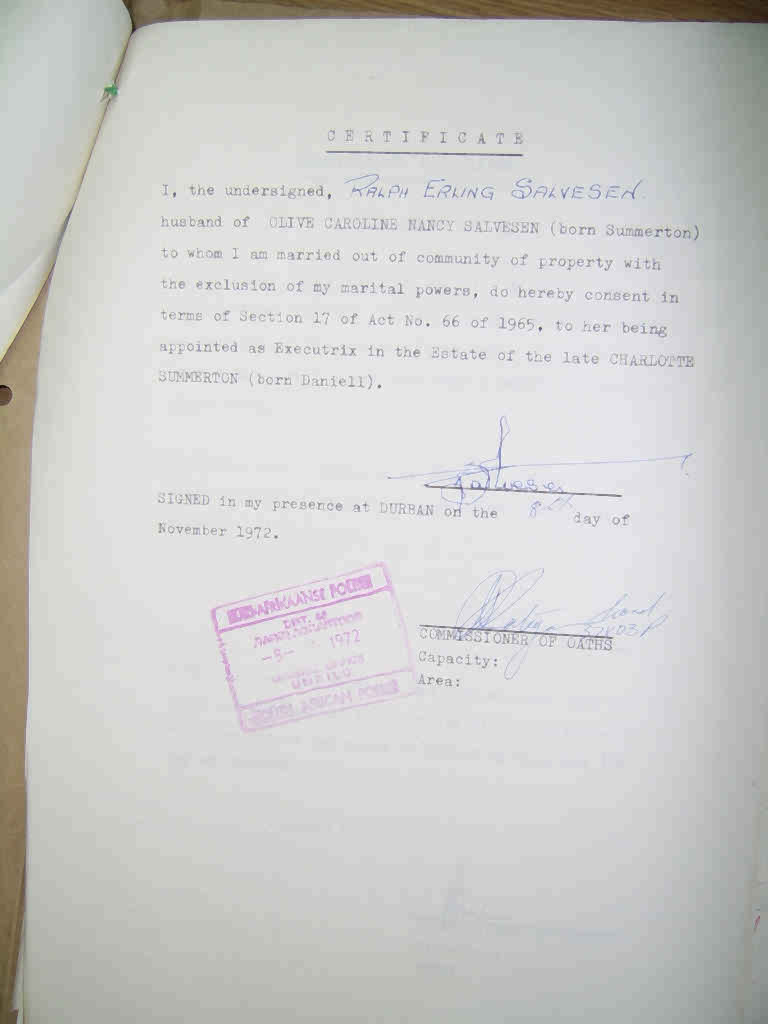 CERTIFICATE
I, the undersigned, RALPH ERLING SALVESEN.
husband of OLIVE CAROLINE NANCY SALVESEN (born Summerton)
to whom I am married out of community of property with
the exclusion of my marital powers, do hereby consent in
terms of Section 17 of Act No. 66 of 1965, to her being
appointed as Executrix in the Estate of the late CHARLOTTE
SUMMERTON (born Daniell).
Salvesen
SIGNED in my presence at DURBAN on the 8th day of
November 1972.
AFRIKAANSE POLISIE
1972
SOUTH AFRICAN POLICE
COMMISSIONER OF OATHS
Capacity:
Area: